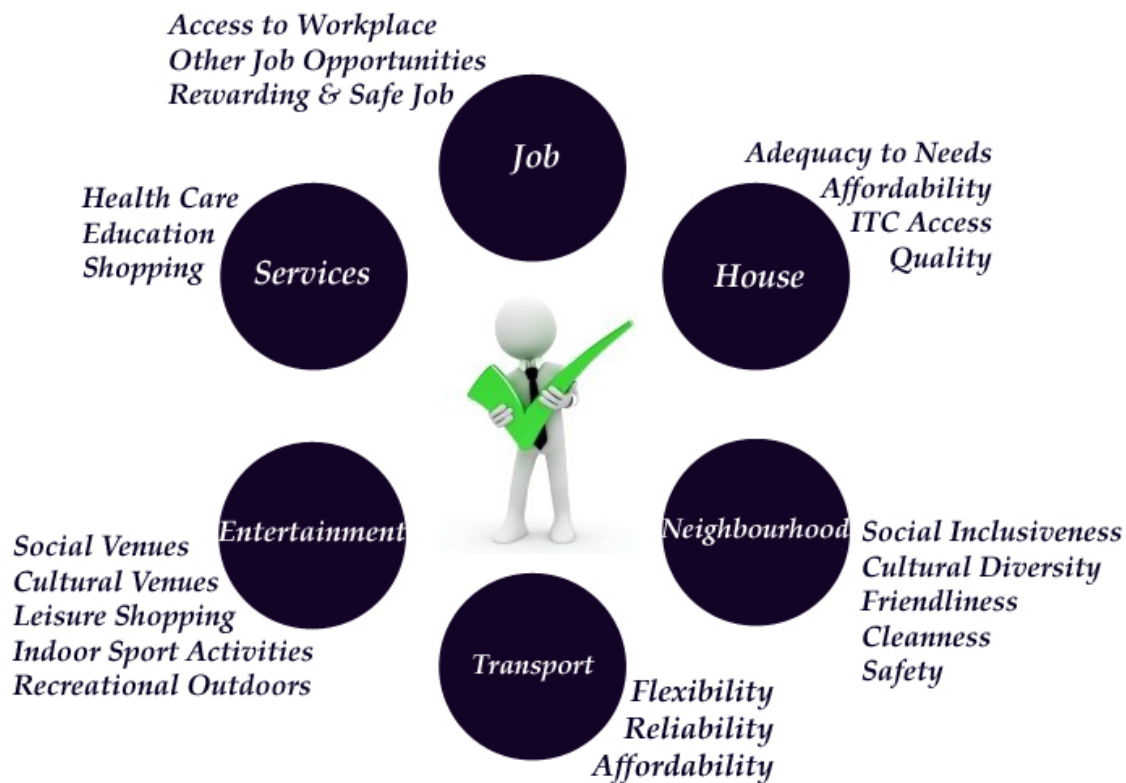 Access to Workplace
Other Job Opportunities
Rewarding & Safe Job
Job
Adequacy to Needs
Affordability
ITC Access
Quality
House
Health Care
Education
Shopping
Services
Entertainment
Social Venues
Cultural Venues
Leisure Shopping
Indoor Sport Activities
Recreational Outdoors
Neighbourhood
Social Inclusiveness
Cultural Diversity
Friendliness
Cleanness
Safety
Transport
Flexibility
Reliability
Affordability